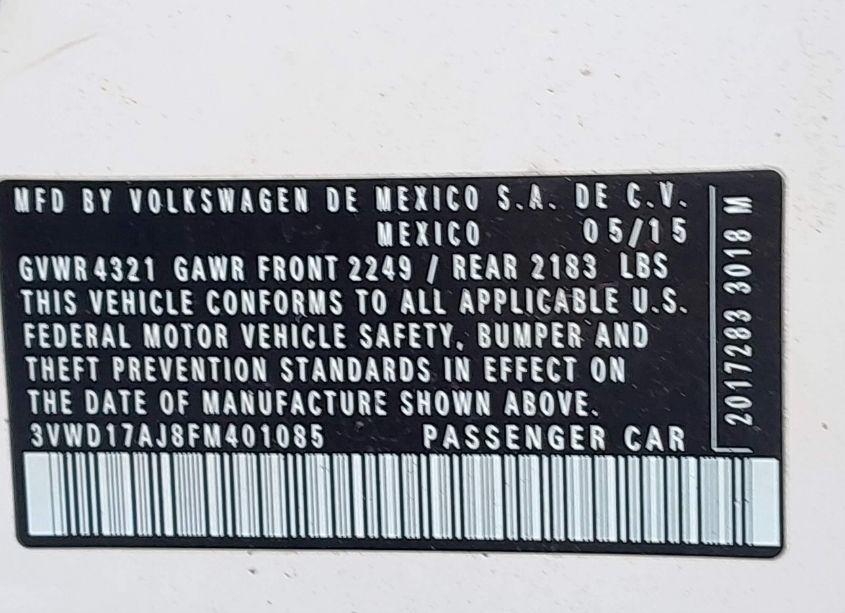 MFD BY VOLKSWAGEN DE MEXICO S.A. DE C.V.
MEXICO 05/15
GVWR 4321 GAWR FRONT 2249 / REAR 2183 LBS
THIS VEHICLE CONFORMS TO ALL APPLICABLE U.S.
FEDERAL MOTOR VEHICLE SAFETY, BUMPER AND
THEFT PREVENTION STANDARDS IN EFFECT ON
THE DATE OF MANUFACTURE SHOWN ABOVE.
3VWD17AJ8FM401085 PASSENGER CAR
2017283 3018 M